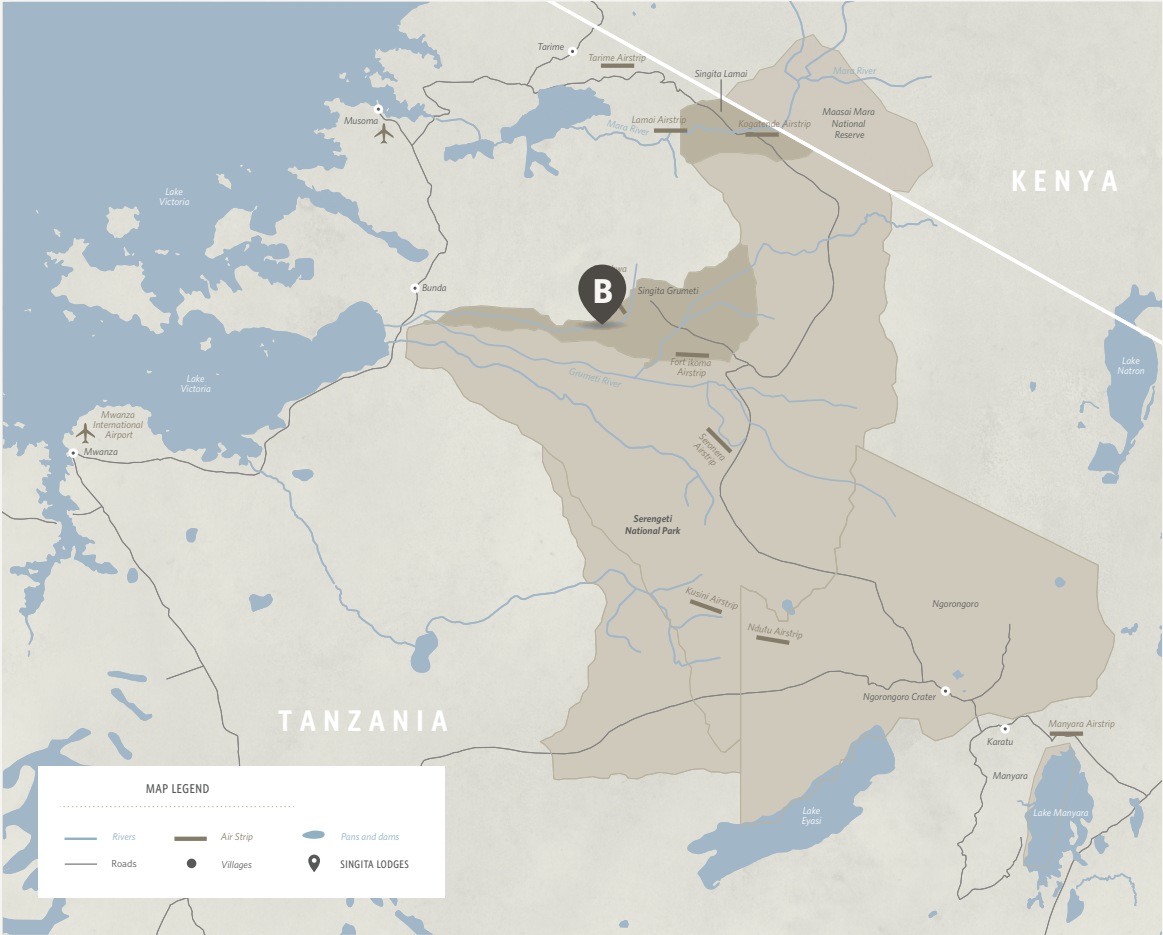 Tarime
Tarime Airstrip
Singita Lamai
Mara River
Musoma
Mara River
Lamai Airstrip
Kogatende Airstrip
Maasai Mara
National
Reserve
KENYA
Lake
Victoria
Bunda
B
Singita Grumeti
Fort Ikoma
Airstrip
Grumeti River
Lake
Natron
Lake
Victoria
Mwanza
International
Airport
Mwanza
Seronera
Airstrip
Serengeti
National Park
Kusini Airstrip
Ndutu Airstrip
Ngorongoro
Ngorongoro Crater
TANZANIA
Karatu
Manyara Airstrip
Manyara
Lake
Eyasi
Lake Manyara
MAP LEGEND
Rivers
Air Strip
Pans and dams
Roads
Villages
SINGITA LODGES